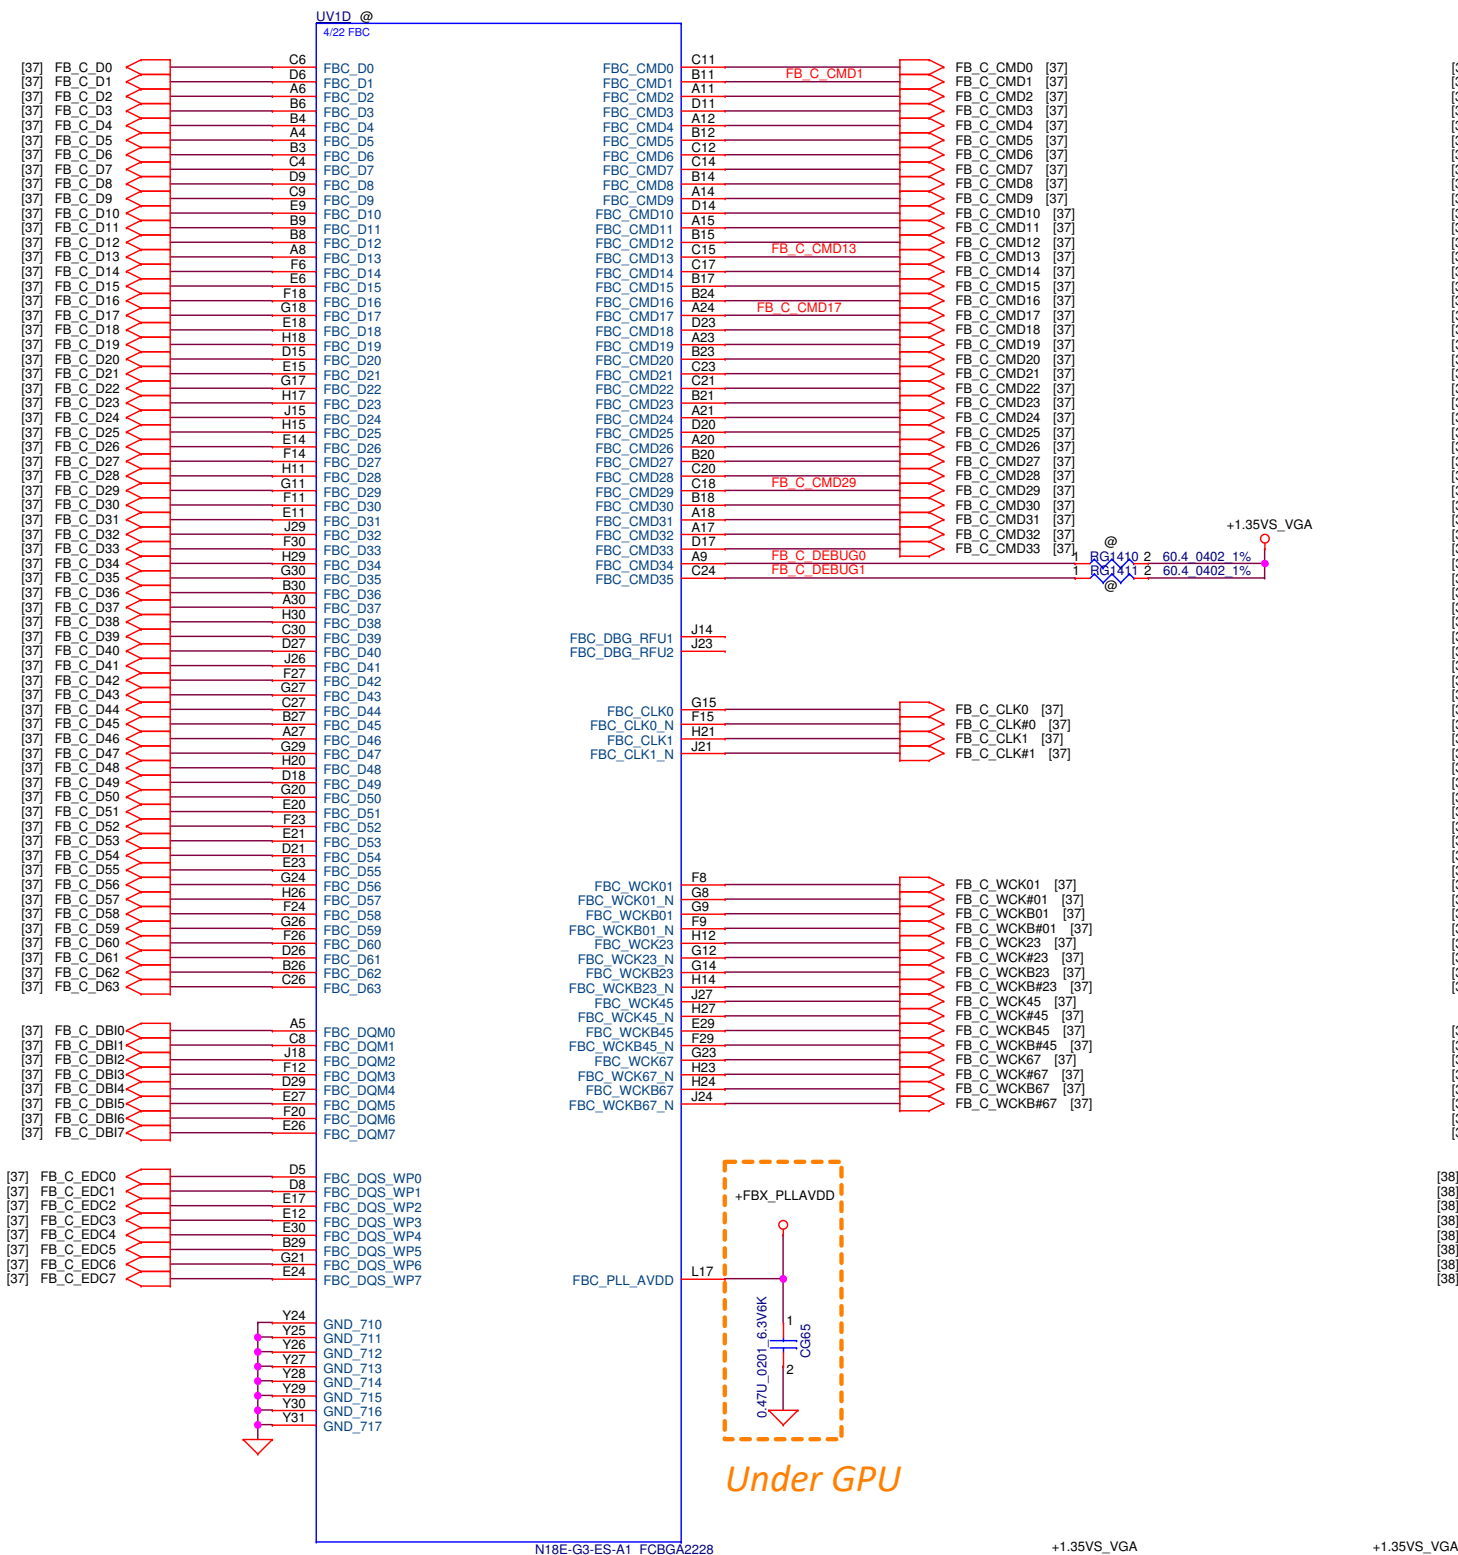 UV1D @
4/22 FBC
[37] FB_C_D0 C6 FBC_D0
[37] FB_C_D1 D6 FBC_D1
[37] FB_C_D2 A6 FBC_D2
[37] FB_C_D3 B6 FBC_D3
[37] FB_C_D4 B4 FBC_D4
[37] FB_C_D5 A4 FBC_D5
[37] FB_C_D6 B3 FBC_D6
[37] FB_C_D7 C4 FBC_D7
[37] FB_C_D8 D9 FBC_D8
[37] FB_C_D9 C9 FBC_D9
[37] FB_C_D10 E9 FBC_D10
[37] FB_C_D11 B9 FBC_D11
[37] FB_C_D12 B8 FBC_D12
[37] FB_C_D13 A8 FBC_D13
[37] FB_C_D14 F6 FBC_D14
[37] FB_C_D15 E6 FBC_D15
[37] FB_C_D16 F18 FBC_D16
[37] FB_C_D17 G18 FBC_D17
[37] FB_C_D18 E18 FBC_D18
[37] FB_C_D19 H18 FBC_D19
[37] FB_C_D20 D15 FBC_D20
[37] FB_C_D21 E15 FBC_D21
[37] FB_C_D22 G17 FBC_D22
[37] FB_C_D23 H17 FBC_D23
[37] FB_C_D24 J15 FBC_D24
[37] FB_C_D25 H15 FBC_D25
[37] FB_C_D26 E14 FBC_D26
[37] FB_C_D27 F14 FBC_D27
[37] FB_C_D28 H11 FBC_D28
[37] FB_C_D29 G11 FBC_D29
[37] FB_C_D30 F11 FBC_D30
[37] FB_C_D31 E11 FBC_D31
[37] FB_C_D32 J29 FBC_D32
[37] FB_C_D33 F30 FBC_D33
[37] FB_C_D34 H29 FBC_D34
[37] FB_C_D35 G30 FBC_D35
[37] FB_C_D36 B30 FBC_D36
[37] FB_C_D37 A30 FBC_D37
[37] FB_C_D38 H30 FBC_D38
[37] FB_C_D39 C30 FBC_D39
[37] FB_C_D40 D27 FBC_D40
[37] FB_C_D41 J26 FBC_D41
[37] FB_C_D42 F27 FBC_D42
[37] FB_C_D43 G27 FBC_D43
[37] FB_C_D44 C27 FBC_D44
[37] FB_C_D45 B27 FBC_D45
[37] FB_C_D46 A27 FBC_D46
[37] FB_C_D47 G29 FBC_D47
[37] FB_C_D48 H20 FBC_D48
[37] FB_C_D49 D18 FBC_D49
[37] FB_C_D50 G20 FBC_D50
[37] FB_C_D51 E20 FBC_D51
[37] FB_C_D52 F23 FBC_D52
[37] FB_C_D53 E21 FBC_D53
[37] FB_C_D54 D21 FBC_D54
[37] FB_C_D55 E23 FBC_D55
[37] FB_C_D56 G24 FBC_D56
[37] FB_C_D57 H26 FBC_D57
[37] FB_C_D58 F24 FBC_D58
[37] FB_C_D59 G26 FBC_D59
[37] FB_C_D60 F26 FBC_D60
[37] FB_C_D61 D26 FBC_D61
[37] FB_C_D62 B26 FBC_D62
[37] FB_C_D63 C26 FBC_D63
[37] FB_C_DBI0 A5 FBC_DQM0
[37] FB_C_DBI1 C8 FBC_DQM1
[37] FB_C_DBI2 J18 FBC_DQM2
[37] FB_C_DBI3 F12 FBC_DQM3
[37] FB_C_DBI4 D29 FBC_DQM4
[37] FB_C_DBI5 E27 FBC_DQM5
[37] FB_C_DBI6 F20 FBC_DQM6
[37] FB_C_DBI7 E26 FBC_DQM7
[37] FB_C_EDC0 D5 FBC_DQS_WP0
[37] FB_C_EDC1 D8 FBC_DQS_WP1
[37] FB_C_EDC2 E17 FBC_DQS_WP2
[37] FB_C_EDC3 E12 FBC_DQS_WP3
[37] FB_C_EDC4 E30 FBC_DQS_WP4
[37] FB_C_EDC5 B29 FBC_DQS_WP5
[37] FB_C_EDC6 G21 FBC_DQS_WP6
[37] FB_C_EDC7 E24 FBC_DQS_WP7
Y24 GND_710
Y25 GND_711
Y26 GND_712
Y27 GND_713
Y28 GND_714
Y29 GND_715
Y30 GND_716
Y31 GND_717
FBC_CMD0 C11 FB_C_CMD0 [37]
FBC_CMD1 B11 FB_C_CMD1 FB_C_CMD1 [37]
FBC_CMD2 A11 FB_C_CMD2 [37]
FBC_CMD3 D11 FB_C_CMD3 [37]
FBC_CMD4 A12 FB_C_CMD4 [37]
FBC_CMD5 B12 FB_C_CMD5 [37]
FBC_CMD6 C12 FB_C_CMD6 [37]
FBC_CMD7 C14 FB_C_CMD7 [37]
FBC_CMD8 B14 FB_C_CMD8 [37]
FBC_CMD9 A14 FB_C_CMD9 [37]
FBC_CMD10 D14 FB_C_CMD10 [37]
FBC_CMD11 A15 FB_C_CMD11 [37]
FBC_CMD12 B15 FB_C_CMD12 [37]
FBC_CMD13 C15 FB_C_CMD13 FB_C_CMD13 [37]
FBC_CMD14 C17 FB_C_CMD14 [37]
FBC_CMD15 B17 FB_C_CMD15 [37]
FBC_CMD16 B24 FB_C_CMD16 [37]
FBC_CMD17 A24 FB_C_CMD17 FB_C_CMD17 [37]
FBC_CMD18 D23 FB_C_CMD18 [37]
FBC_CMD19 A23 FB_C_CMD19 [37]
FBC_CMD20 B23 FB_C_CMD20 [37]
FBC_CMD21 C23 FB_C_CMD21 [37]
FBC_CMD22 C21 FB_C_CMD22 [37]
FBC_CMD23 B21 FB_C_CMD23 [37]
FBC_CMD24 A21 FB_C_CMD24 [37]
FBC_CMD25 D20 FB_C_CMD25 [37]
FBC_CMD26 A20 FB_C_CMD26 [37]
FBC_CMD27 B20 FB_C_CMD27 [37]
FBC_CMD28 C20 FB_C_CMD28 [37]
FBC_CMD29 C18 FB_C_CMD29 FB_C_CMD29 [37]
FBC_CMD30 B18 FB_C_CMD30 [37]
FBC_CMD31 A18 FB_C_CMD31 [37]
FBC_CMD32 A17 FB_C_CMD32 [37]
FBC_CMD33 D17 FB_C_CMD33 [37]
+1.35VS_VGA
@
FBC_CMD34 A9 FB_C_DEBUG0 1 RG1410 2 60.4_0402_1%
FBC_CMD35 C24 FB_C_DEBUG1 1 RG1411 2 60.4_0402_1%
@
FBC_DBG_RFU1 J14
FBC_DBG_RFU2 J23
FBC_CLK0 G15 FB_C_CLK0 [37]
FBC_CLK0_N F15 FB_C_CLK#0 [37]
FBC_CLK1 H21 FB_C_CLK1 [37]
FBC_CLK1_N J21 FB_C_CLK#1 [37]
FBC_WCK01 F8 FB_C_WCK01 [37]
FBC_WCK01_N G8 FB_C_WCK#01 [37]
FBC_WCKB01 G9 FB_C_WCKB01 [37]
FBC_WCKB01_N F9 FB_C_WCKB#01 [37]
FBC_WCK23 H12 FB_C_WCK23 [37]
FBC_WCK23_N G12 FB_C_WCK#23 [37]
FBC_WCKB23 G14 FB_C_WCKB23 [37]
FBC_WCKB23_N H14 FB_C_WCKB#23 [37]
FBC_WCK45 J27 FB_C_WCK45 [37]
FBC_WCK45_N H27 FB_C_WCK#45 [37]
FBC_WCKB45 E29 FB_C_WCKB45 [37]
FBC_WCKB45_N F29 FB_C_WCKB#45 [37]
FBC_WCK67 G23 FB_C_WCK67 [37]
FBC_WCK67_N H23 FB_C_WCK#67 [37]
FBC_WCKB67 H24 FB_C_WCKB67 [37]
FBC_WCKB67_N J24 FB_C_WCKB#67 [37]
+FBX_PLLAVDD
FBC_PLL_AVDD L17
1
2
0.47U_0201_6.3V6K
CG65
Under GPU
[38]
[38]
[38]
[38]
[38]
[38]
[38]
[38]
N18E-G3-ES-A1 FCBGA2228
+1.35VS_VGA
+1.35VS_VGA